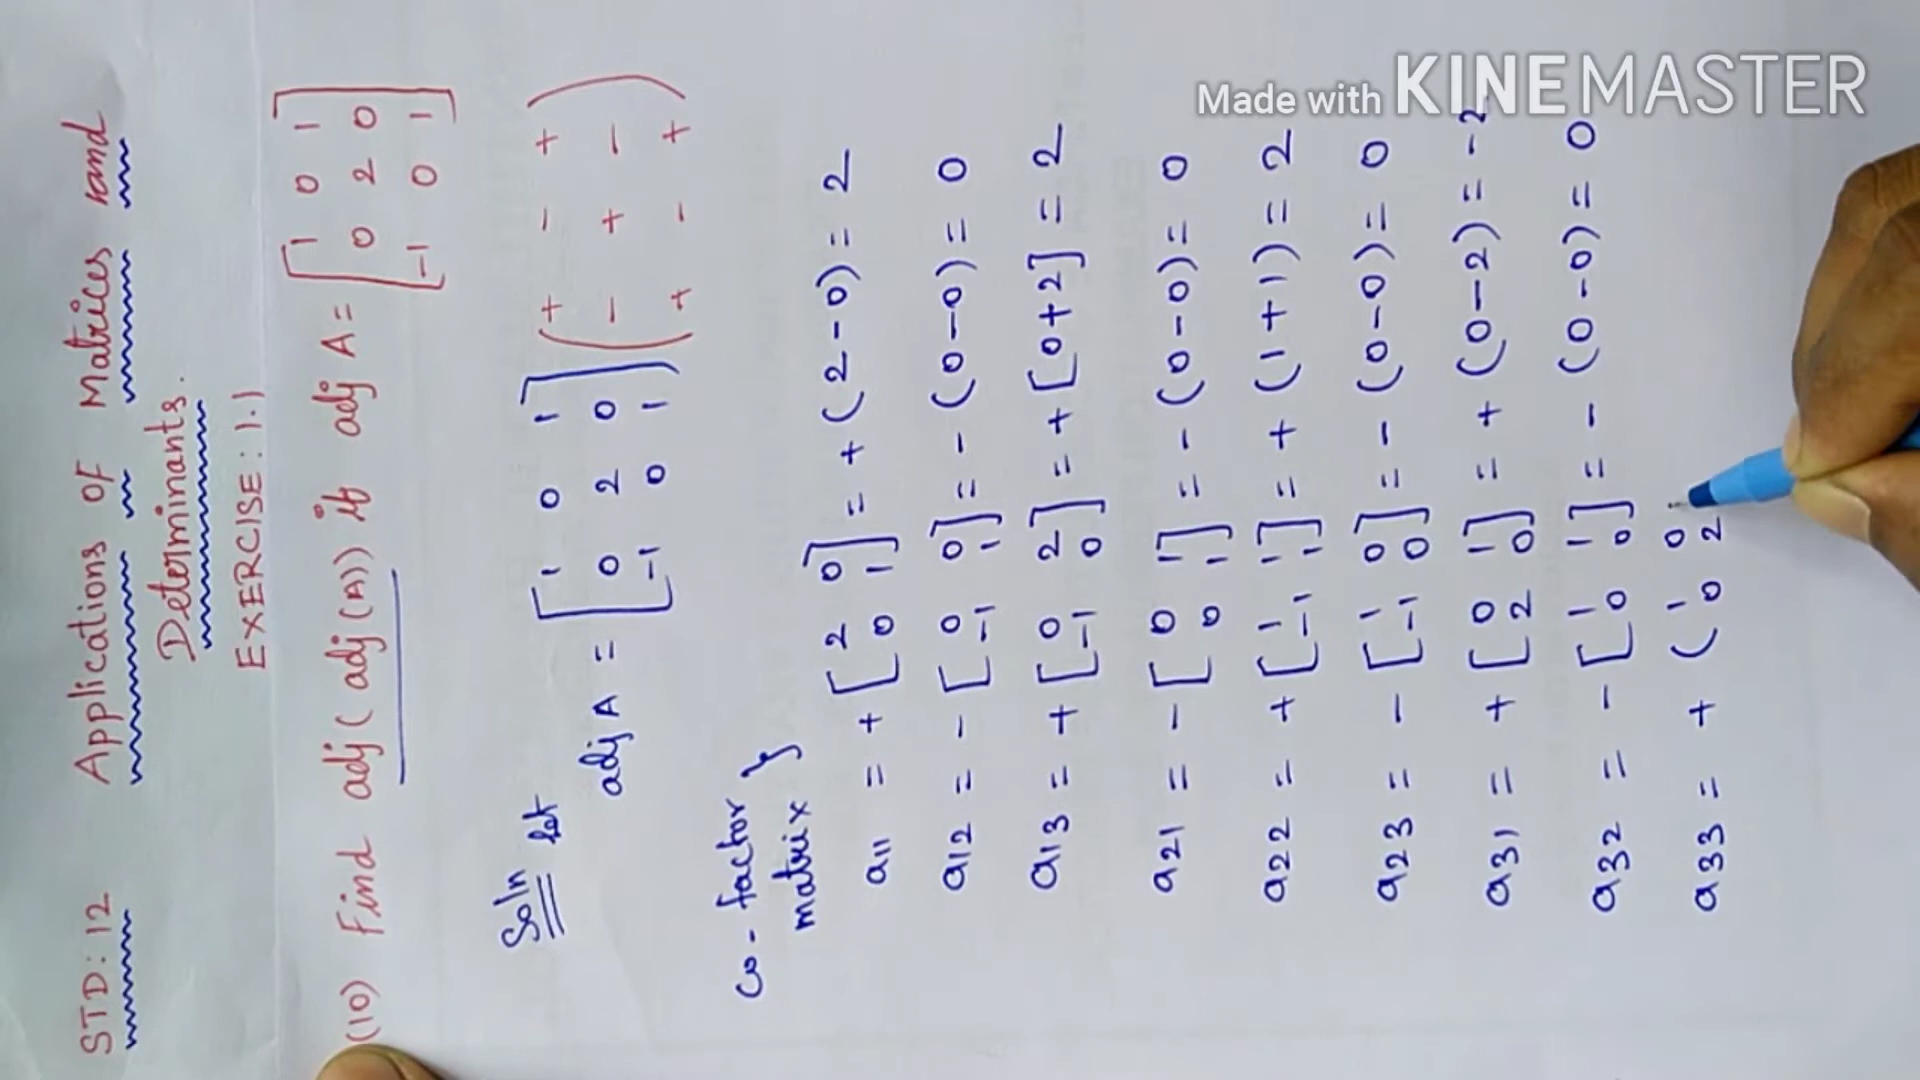 STD: 12 Applications of Matrices and
Determinants.
EXERCISE: 1.1
(10) Find adj(adj(A)) if adj A = [1 0 1
0 2 0
-1 0 1]
Soln let
adj A = [1 0 1
0 2 0
-1 0 1]
(+ - +
- + -
+ - +)
co-factor
matrix }
a11 = + [2 0
0 1] = + (2-0) = 2
a12 = - [0 0
-1 1] = - (0-0) = 0
a13 = + [0 2
-1 0] = + [0+2] = 2
a21 = - [0 1
0 1] = - (0-0) = 0
a22 = + [1 1
-1 1] = + (1+1) = 2
a23 = - [1 0
-1 0] = - (0-0) = 0
a31 = + [0 1
2 0] = + (0-2) = -2
a32 = - [1 1
0 0] = - (0-0) = 0
a33 = + (1 0
0 2
Made with KINEMASTER